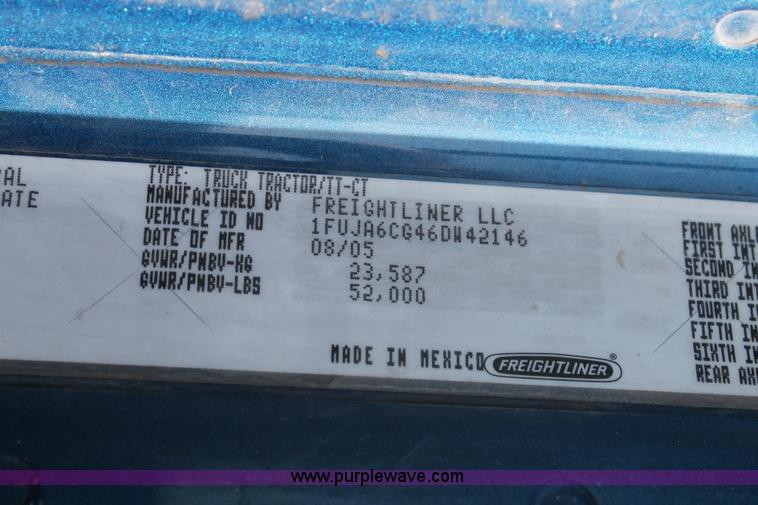 AL
ATE
TYPE: TRUCK TRACTOR/TT-CT
MANUFACTURED BY FREIGHTLINER LLC
VEHICLE ID NO 1FUJA6CG46DW42146
DATE OF MFR 08/05
GVWR/PNBV-KG 23,587
GVWR/PNBV-LBS 52,000
MADE IN MEXICO FREIGHTLINER®
FRONT AXL
FIRST INT
SECOND IN
THIRD INT
FOURTH I
FIFTH IN
SIXTH IN
REAR AX
www.purplewave.com